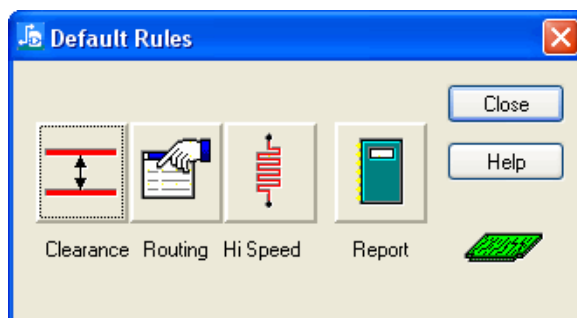 Default Rules
Close
Help
Clearance Routing Hi Speed Report